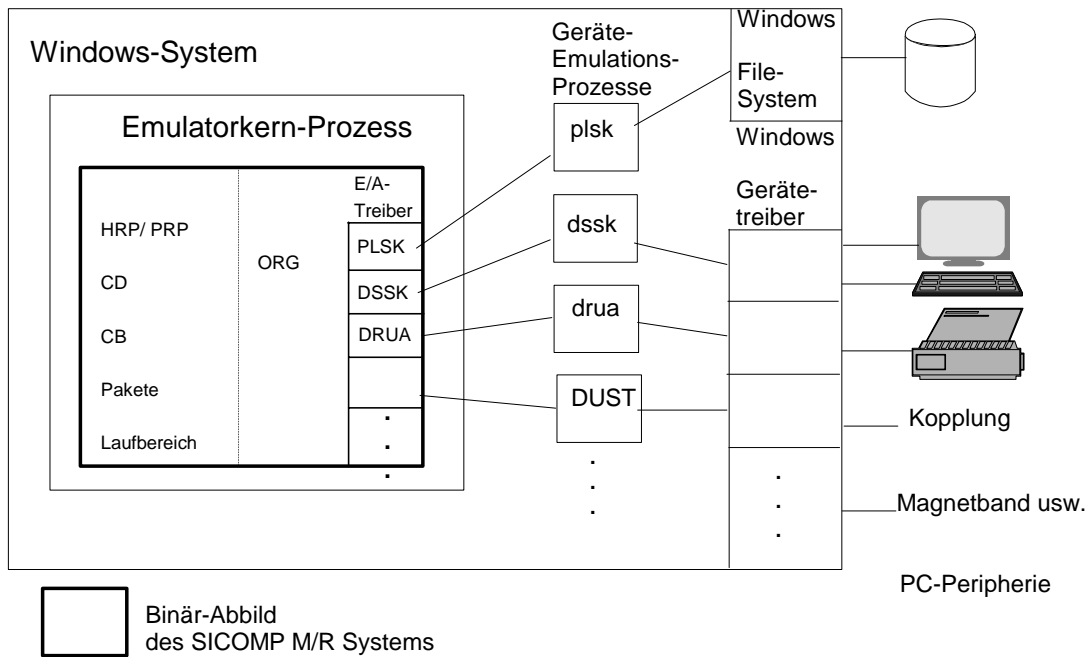 Windows-System
Emulatorkern-Prozess
HRP/ PRP
CD
CB
Pakete
Laufbereich
ORG
E/A-
Treiber
PLSK
DSSK
DRUA
Geräte-
Emulations-
Prozesse
plsk
dssk
drua
DUST
Windows
File-
System
Windows
Geräte-
treiber
Kopplung
Magnetband usw.
PC-Peripherie
Binär-Abbild
des SICOMP M/R Systems